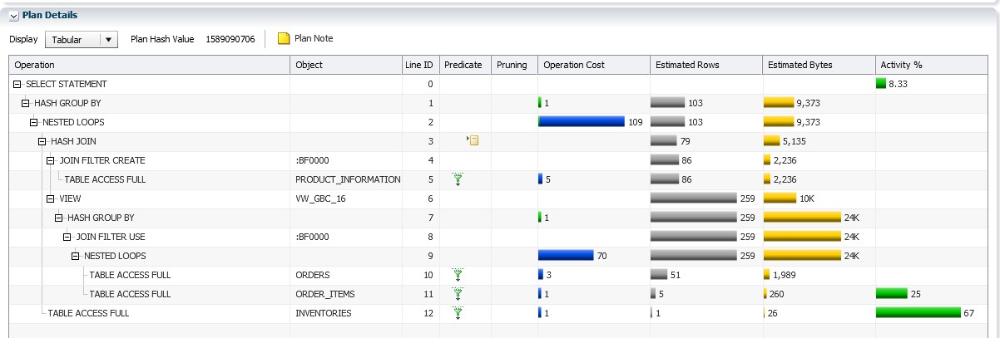 Plan Details
Display Tabular Plan Hash Value 1589090706 Plan Note
Operation Object Line ID Predicate Pruning Operation Cost Estimated Rows Estimated Bytes Activity %
SELECT STATEMENT 0 8.33
HASH GROUP BY 1 1 103 9,373
NESTED LOOPS 2 109 103 9,373
HASH JOIN 3 79 5,135
JOIN FILTER CREATE :BF0000 4 86 2,236
TABLE ACCESS FULL PRODUCT_INFORMATION 5 5 86 2,236
VIEW VW_GBC_16 6 259 10K
HASH GROUP BY 7 1 259 24K
JOIN FILTER USE :BF0000 8 259 24K
NESTED LOOPS 9 70 259 24K
TABLE ACCESS FULL ORDERS 10 3 51 1,989
TABLE ACCESS FULL ORDER_ITEMS 11 1 5 260 25
TABLE ACCESS FULL INVENTORIES 12 1 1 26 67